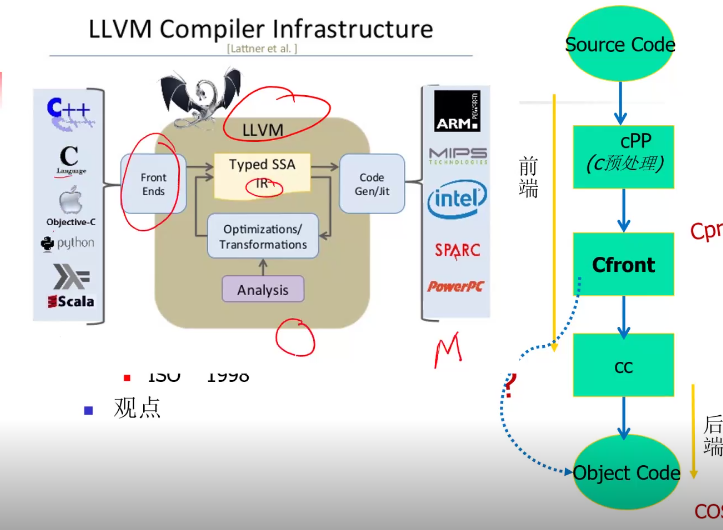 LLVM Compiler Infrastructure
[Lattner et al. ]
C++
C
Language
Objective-C
python
Scala
Front
Ends
LLVM
Typed SSA
IR
Optimizations/
Transformations
Analysis
Code
Gen/Jit
ARM
POWERED
MIPS
TECHNOLOGIES
intel
SPARC
PowerPC
M
ISO 1998
观点
Source Code
cPP
(c预处理)
前
端
Cpr
Cfront
cc
?
后
端
Object Code
cos